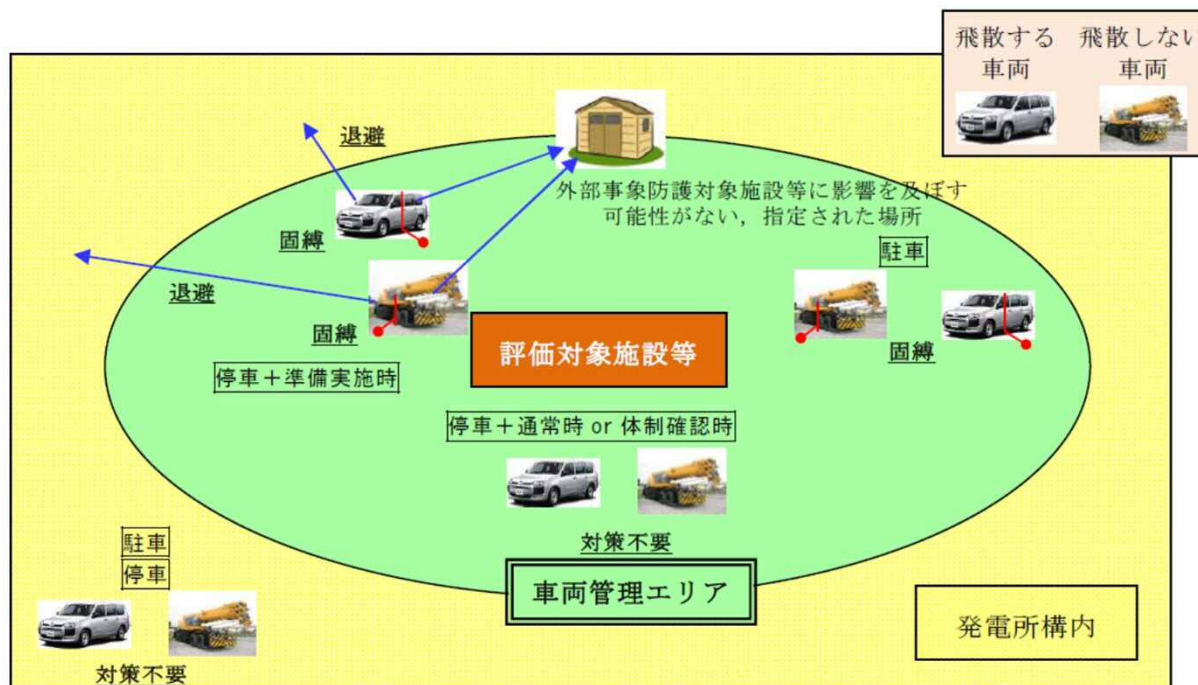 飛散する 飛散しない
車両 車両
退避
外部事象防護対象施設等に影響を及ぼす
可能性がない，指定された場所
固縛
駐車
退避
固縛
固縛
評価対象施設等
停車＋準備実施時
停車＋通常時 or 体制確認時
対策不要
駐車
停車
車両管理エリア
発電所構内
対策不要